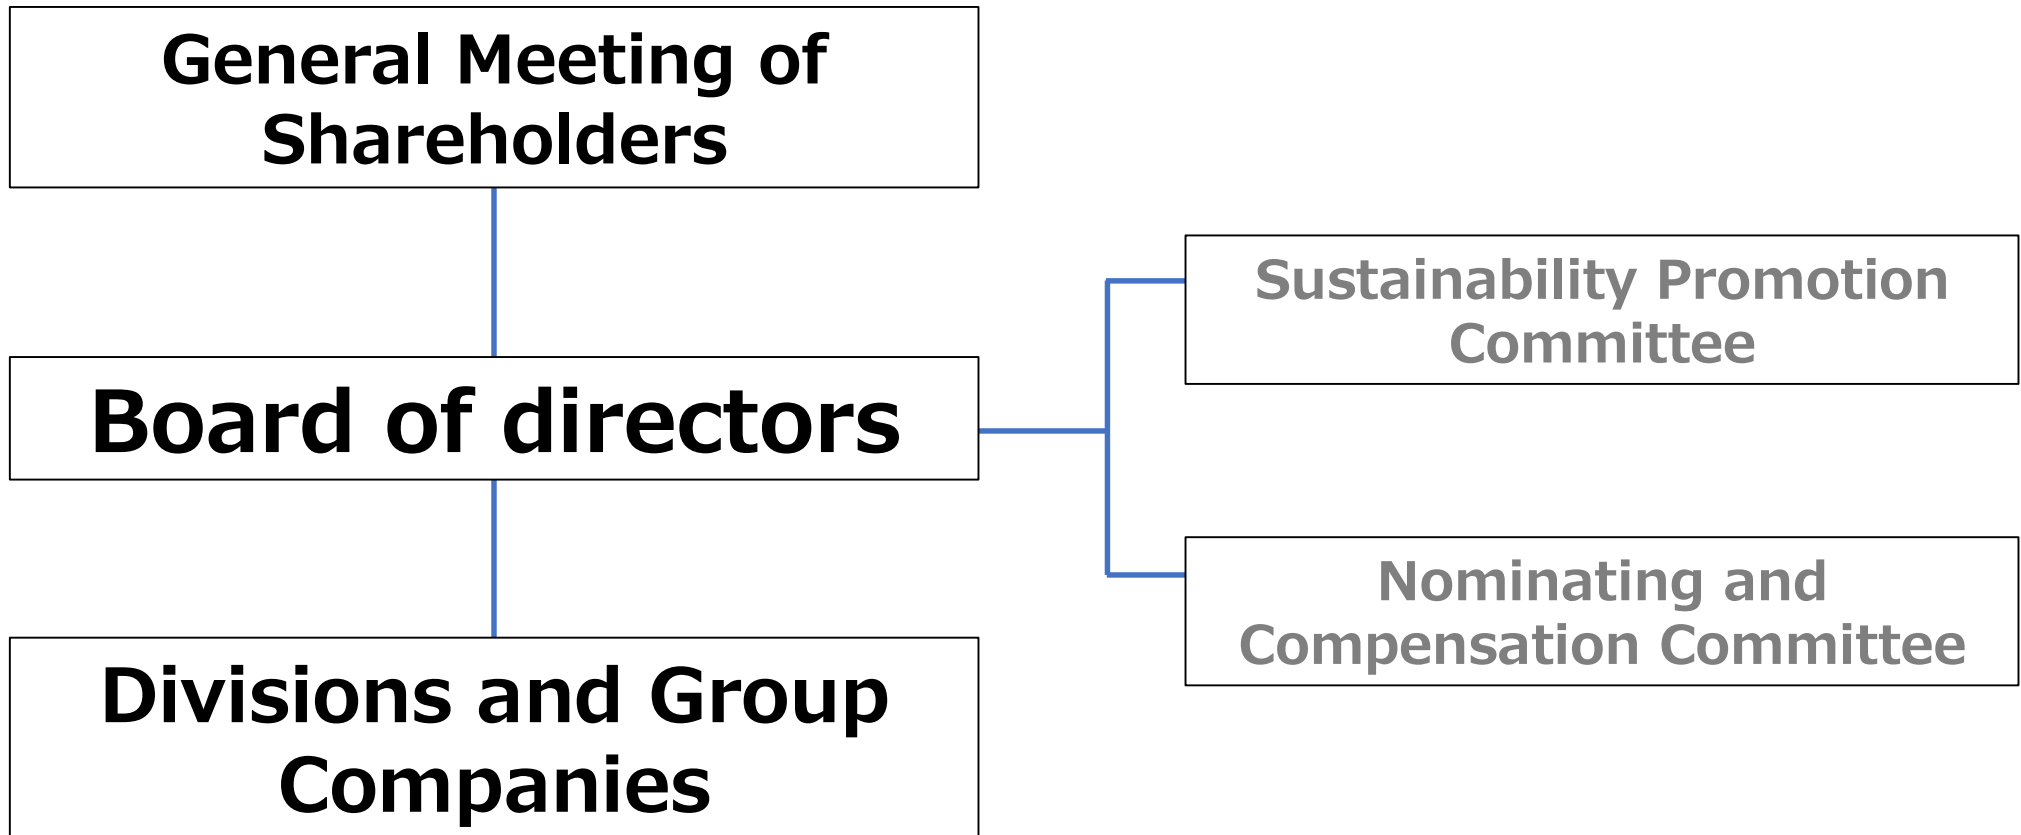 General Meeting of
Shareholders
Sustainability Promotion
Committee
Board of directors
Nominating and
Compensation Committee
Divisions and Group
Companies